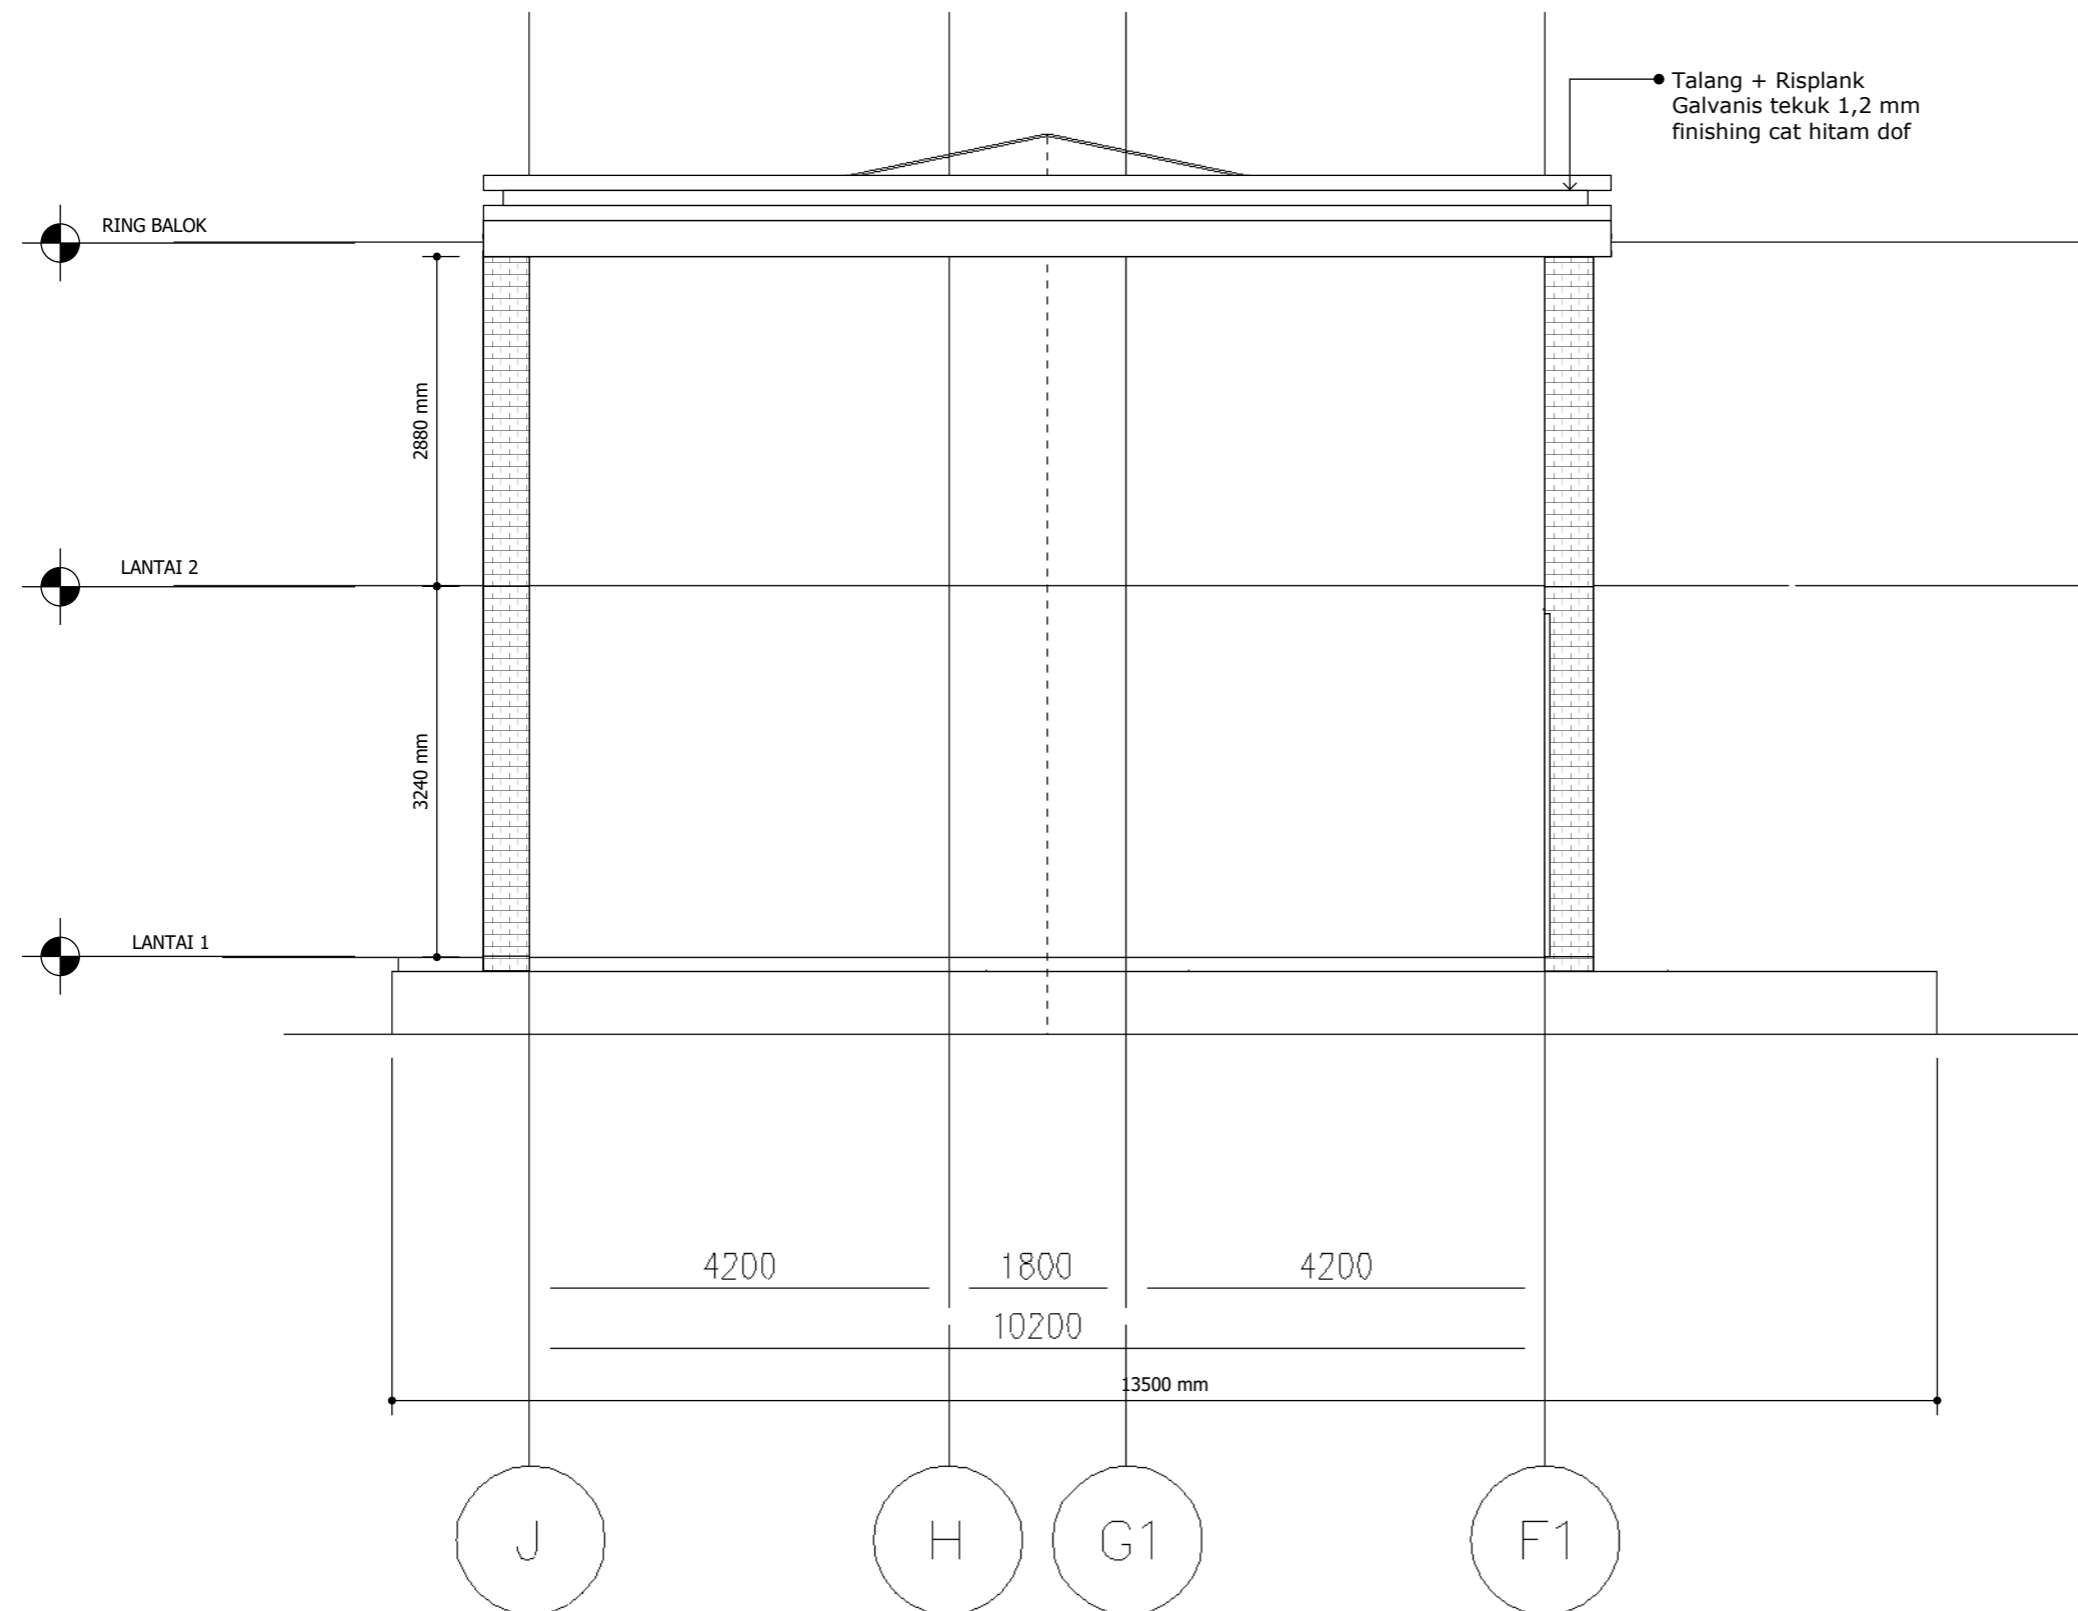 Talang + Risplank
Galvanis tekuk 1,2 mm
finishing cat hitam dof
RING BALOK
2880 mm
LANTAI 2
3240 mm
LANTAI 1
4200
1800
4200
10200
13500 mm
J
H
G1
F1